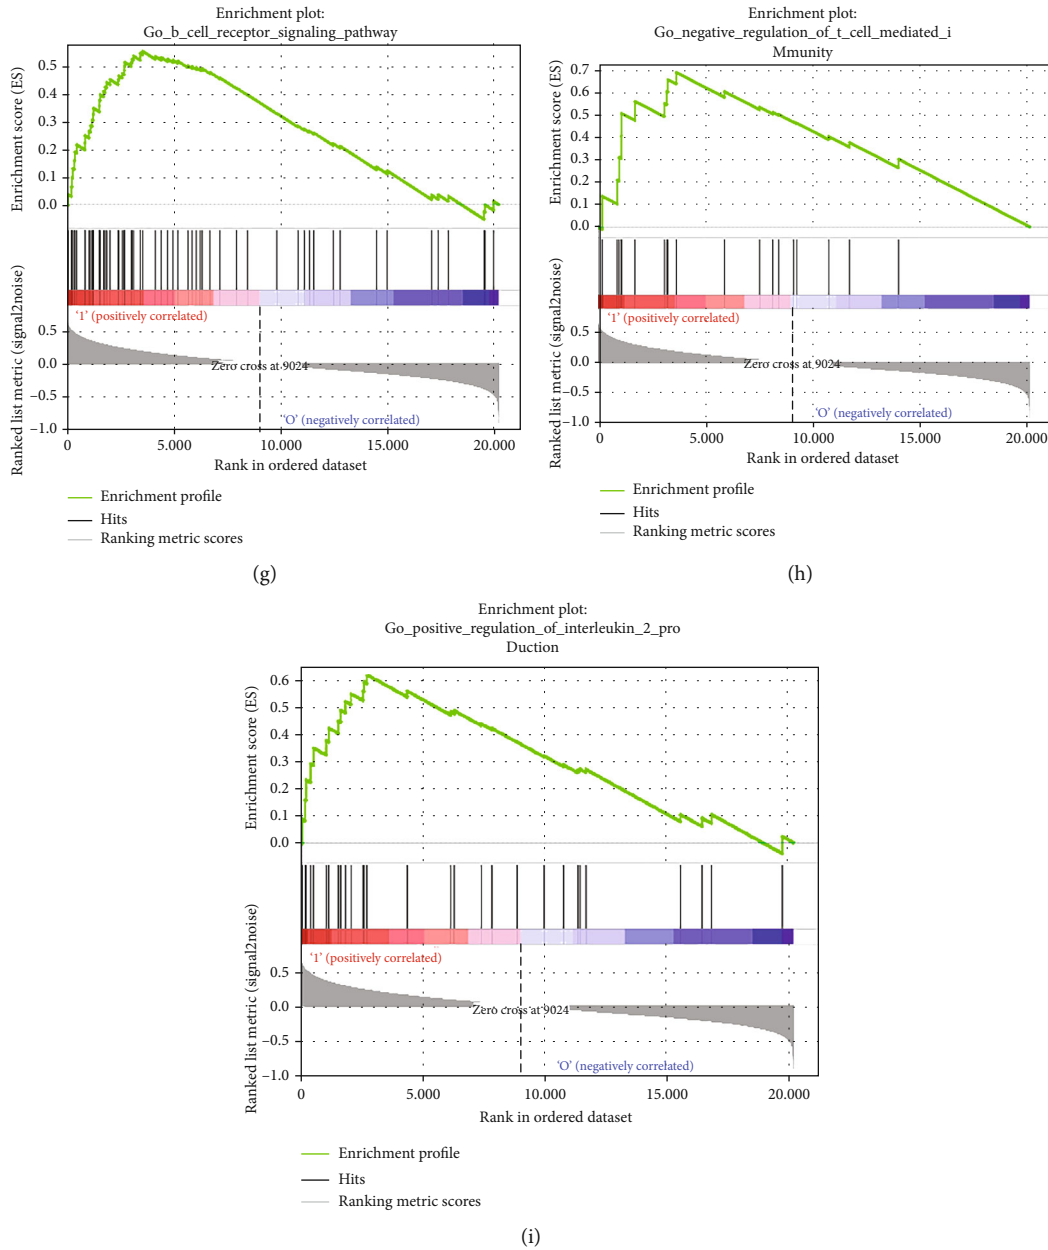 Enrichment plot:
Go_b_cell_receptor_signaling_pathway
Enrichment score (ES)
0.5
0.4
0.3
0.2
0.1
0.0
Ranked list metric (signal2noise)
‘1’ (positively correlated)
0.5
0.0
Zero cross at 9024
−0.5
‘O’ (negatively correlated)
−1.0
0
5.000
10.000
15.000
20.000
Rank in ordered dataset
Enrichment profile
Hits
Ranking metric scores
(g)
Enrichment plot:
Go_negative_regulation_of_t_cell_mediated_i
Mmunity
Enrichment score (ES)
0.7
0.6
0.5
0.4
0.3
0.2
0.1
0.0
Ranked list metric (signal2noise)
‘1’ (positively correlated)
0.5
0.0
Zero cross at 9024
−0.5
‘O’ (negatively correlated)
−1.0
0
5.000
10.000
15.000
20.000
Rank in ordered dataset
Enrichment profile
Hits
Ranking metric scores
(h)
Enrichment plot:
Go_positive_regulation_of_interleukin_2_pro
Duction
Enrichment score (ES)
0.6
0.5
0.4
0.3
0.2
0.1
0.0
Ranked list metric (signal2noise)
‘1’ (positively correlated)
0.5
0.0
Zero cross at 9024
−0.5
‘O’ (negatively correlated)
−1.0
0
5.000
10.000
15.000
20.000
Rank in ordered dataset
Enrichment profile
Hits
Ranking metric scores
(i)